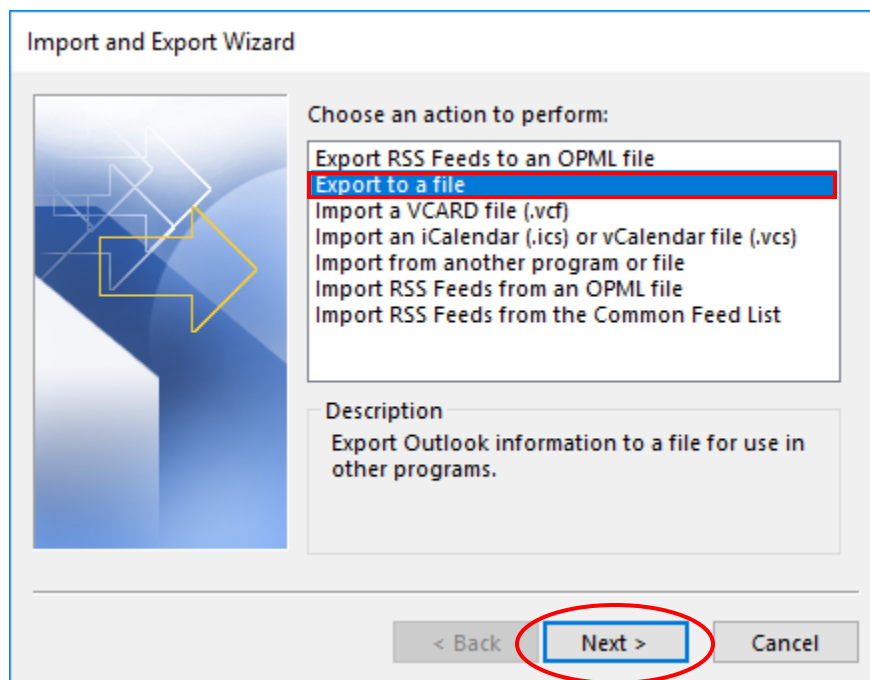 Import and Export Wizard
Choose an action to perform:
Export RSS Feeds to an OPML file
Export to a file
Import a VCARD file (.vcf)
Import an iCalendar (.ics) or vCalendar file (.vcs)
Import from another program or file
Import RSS Feeds from an OPML file
Import RSS Feeds from the Common Feed List
Description
Export Outlook information to a file for use in
other programs.
< Back Next > Cancel